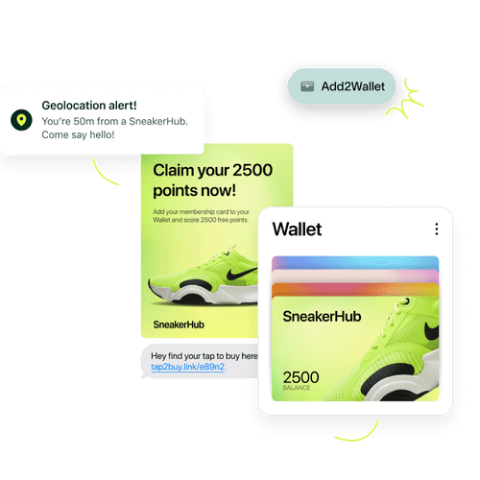 Add2Wallet
Geolocation alert!
You're 50m from a SneakerHub.
Come say hello!
Claim your 2500
points now!
Add your membership card to your
Wallet and score 2500 free points.
SneakerHub
Hey find your tap to buy here
tap2buy.link/e89n2.
Wallet
SneakerHub
2500
BALANCE